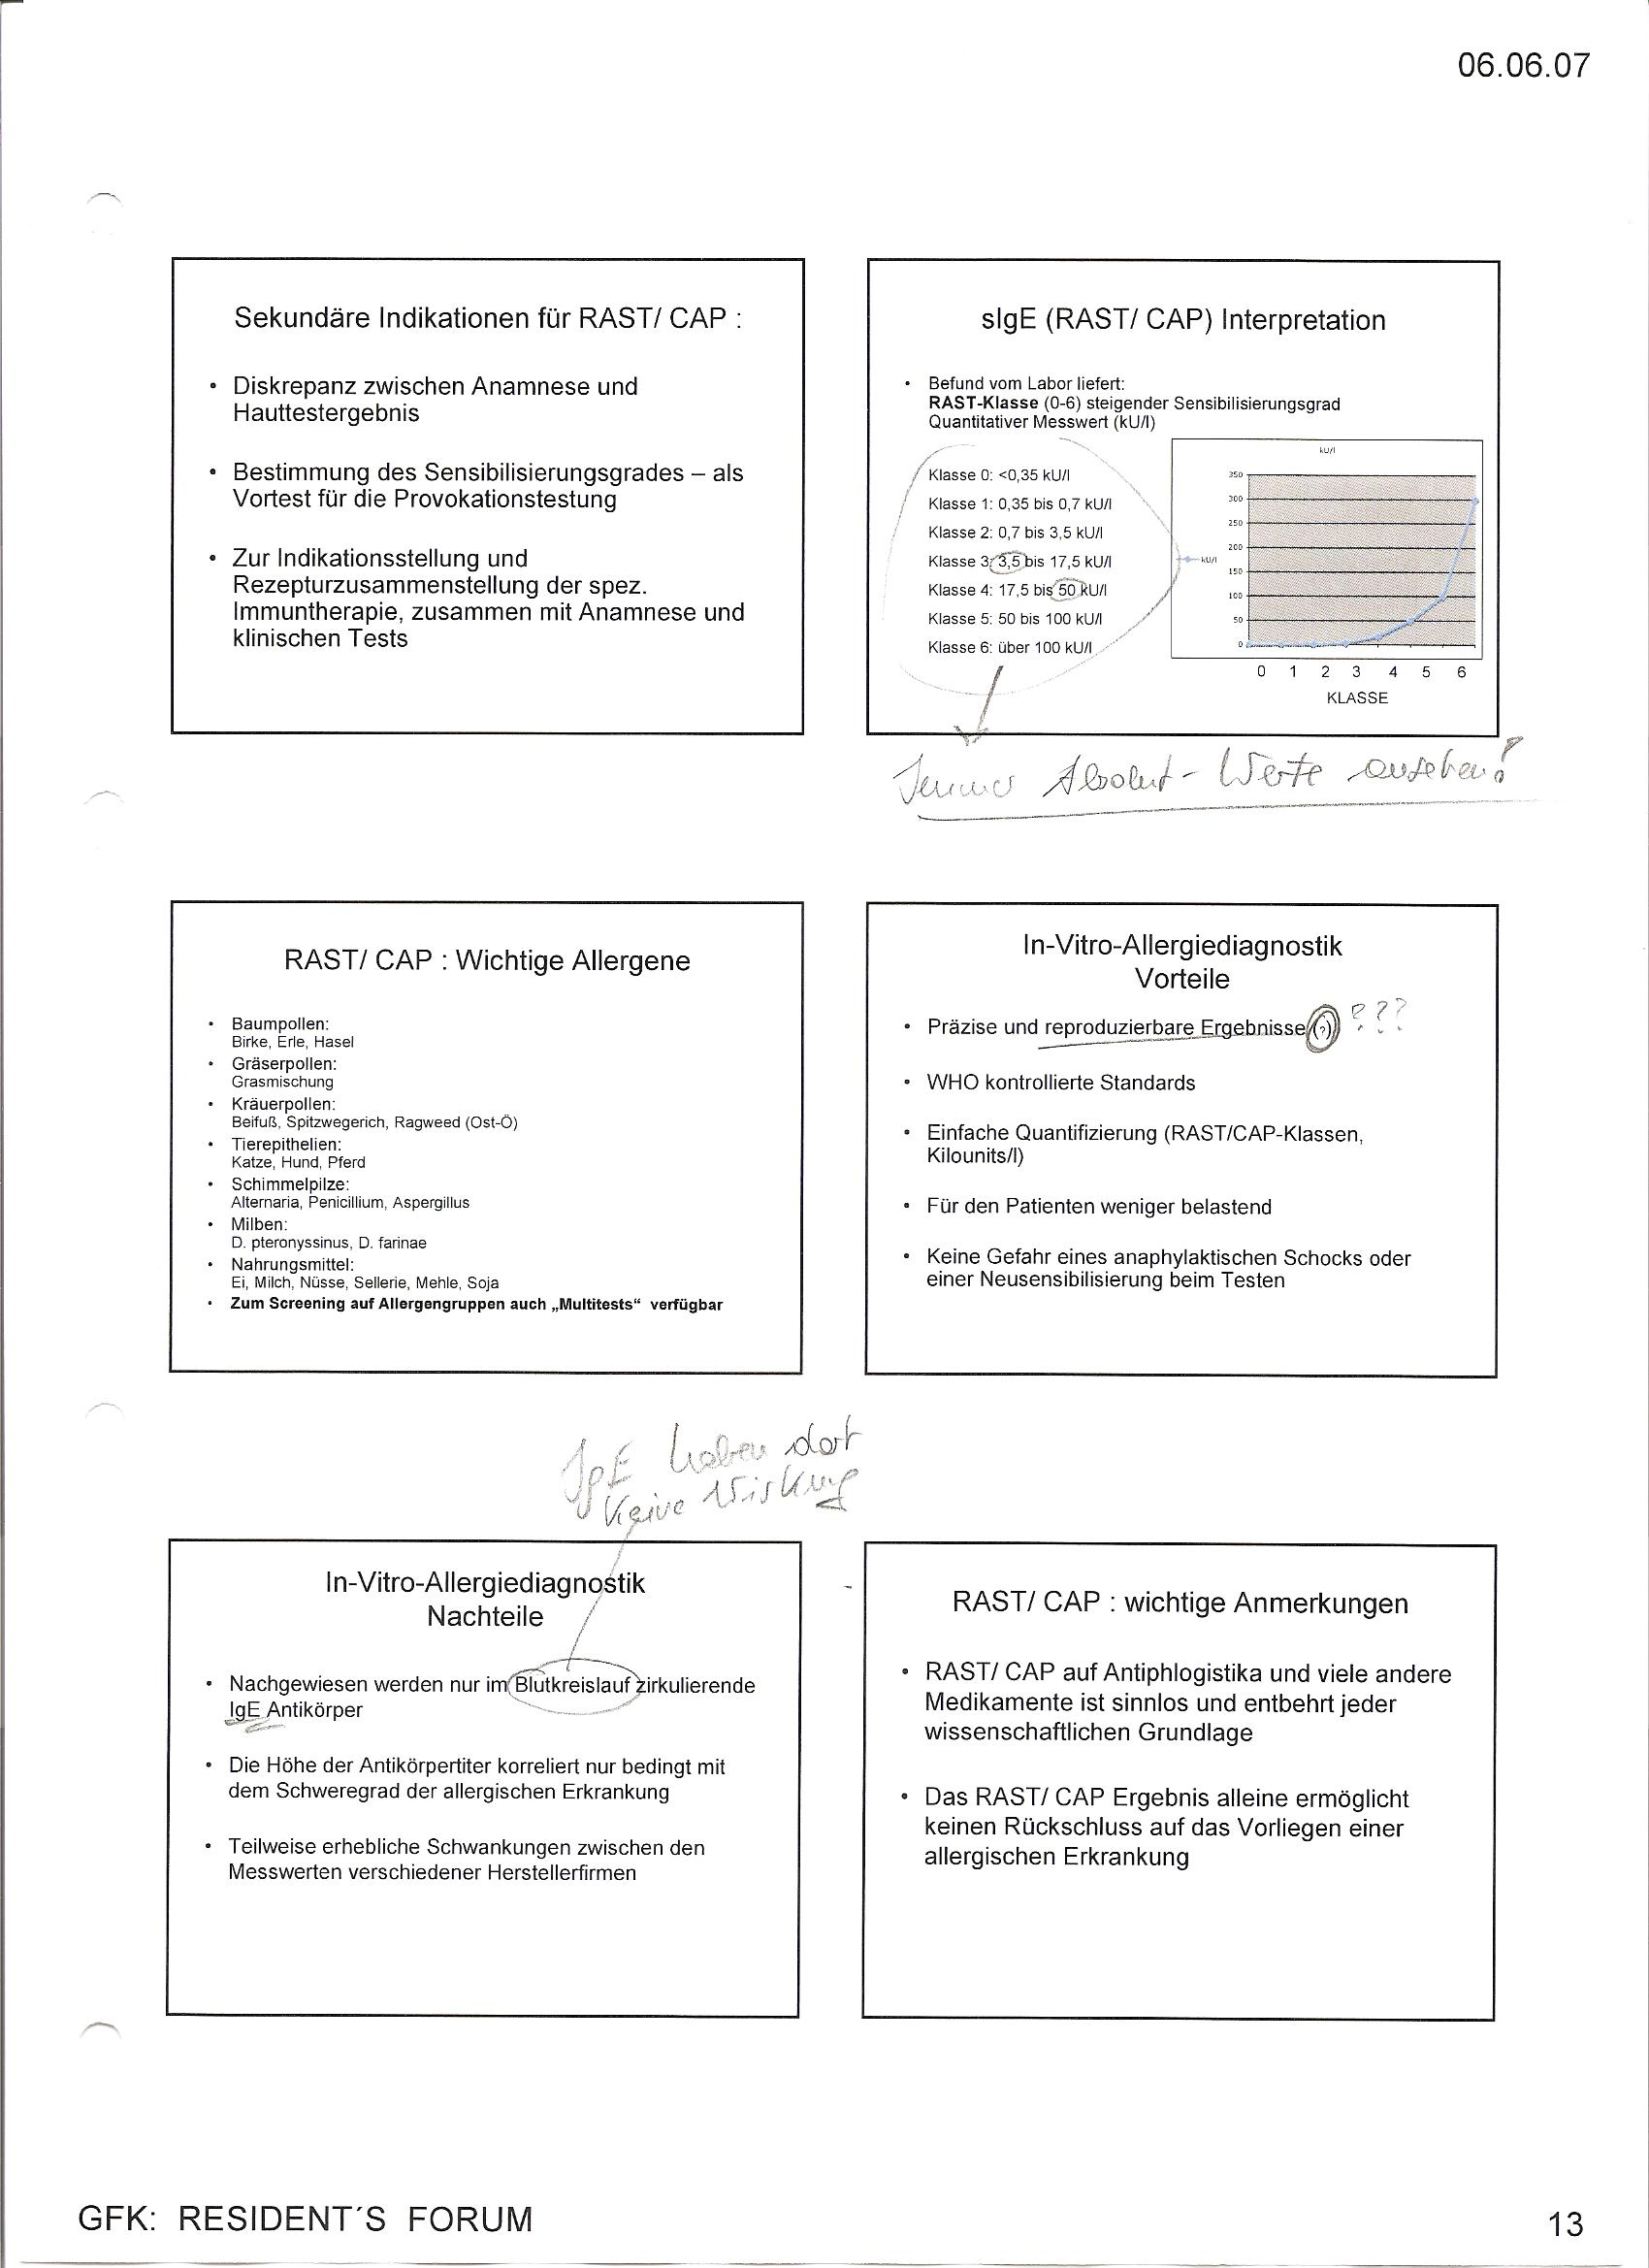 06.06.07
Sekundäre Indikationen für RAST/ CAP :
• Diskrepanz zwischen Anamnese und
Hauttestergebnis
• Bestimmung des Sensibilisierungsgrades – als
Vortest für die Provokationstestung
• Zur Indikationsstellung und
Rezepturzusammenstellung der spez.
Immuntherapie, zusammen mit Anamnese und
klinischen Tests
sIgE (RAST/ CAP) Interpretation
• Befund vom Labor liefert:
RAST-Klasse (0-6) steigender Sensibilisierungsgrad
Quantitativer Messwert (kU/l)
Klasse 0: <0,35 kU/l
Klasse 1: 0,35 bis 0,7 kU/l
Klasse 2: 0,7 bis 3,5 kU/l
Klasse 3: 3,5 bis 17,5 kU/l
Klasse 4: 17,5 bis 50 kU/l
Klasse 5: 50 bis 100 kU/l
Klasse 6: über 100 kU/l
kU/l
350
300
250
200
150
100
50
0
kU/l
0 1 2 3 4 5 6
KLASSE
Immer Absolut-Werte ansehen!
RAST/ CAP : Wichtige Allergene
• Baumpollen:
Birke, Erle, Hasel
• Gräserpollen:
Grasmischung
• Kräuerpollen:
Beifuß, Spitzwegerich, Ragweed (Ost-Ö)
• Tierepithelien:
Katze, Hund, Pferd
• Schimmelpilze:
Alternaria, Penicillium, Aspergillus
• Milben:
D. pteronyssinus, D. farinae
• Nahrungsmittel:
Ei, Milch, Nüsse, Sellerie, Mehle, Soja
• Zum Screening auf Allergengruppen auch „Multitests“ verfügbar
In-Vitro-Allergiediagnostik
Vorteile
• Präzise und reproduzierbare Ergebnisse (?) ???
• WHO kontrollierte Standards
• Einfache Quantifizierung (RAST/CAP-Klassen,
Kilounits/l)
• Für den Patienten weniger belastend
• Keine Gefahr eines anaphylaktischen Schocks oder
einer Neusensibilisierung beim Testen
IgE haben dort
keine Wirkung
In-Vitro-Allergiediagnostik
Nachteile
• Nachgewiesen werden nur im Blutkreislauf zirkulierende
IgE Antikörper
• Die Höhe der Antikörpertiter korreliert nur bedingt mit
dem Schweregrad der allergischen Erkrankung
• Teilweise erhebliche Schwankungen zwischen den
Messwerten verschiedener Herstellerfirmen
RAST/ CAP : wichtige Anmerkungen
• RAST/ CAP auf Antiphlogistika und viele andere
Medikamente ist sinnlos und entbehrt jeder
wissenschaftlichen Grundlage
• Das RAST/ CAP Ergebnis alleine ermöglicht
keinen Rückschluss auf das Vorliegen einer
allergischen Erkrankung
GFK: RESIDENT´S FORUM
13